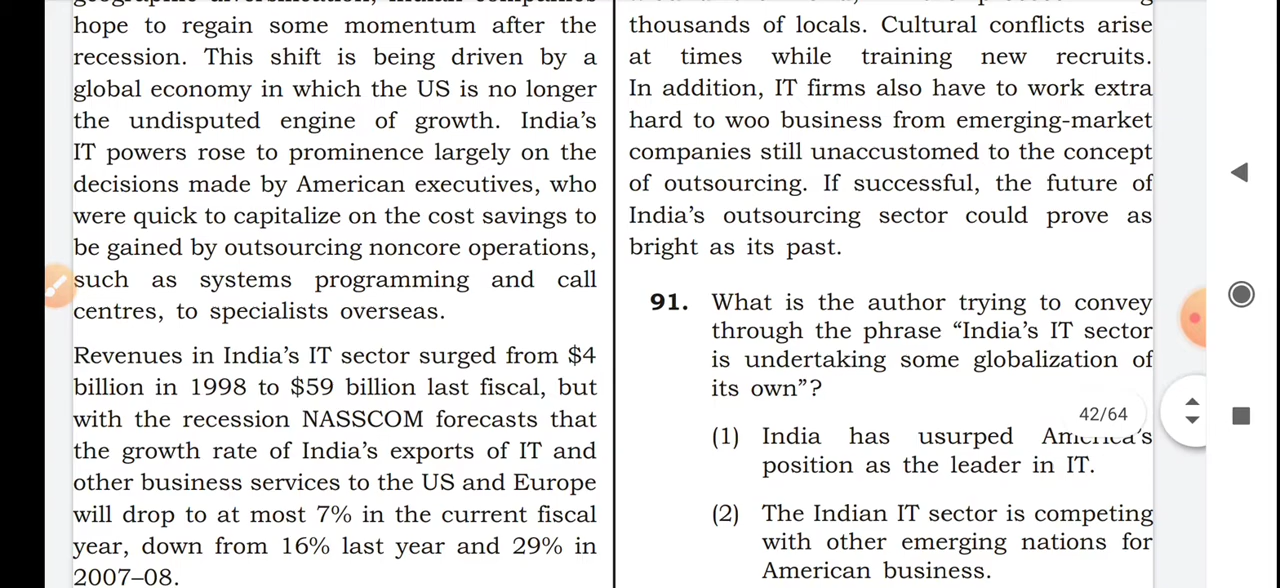 hope to regain some momentum after the
recession. This shift is being driven by a
global economy in which the US is no longer
the undisputed engine of growth. India's
IT powers rose to prominence largely on the
decisions made by American executives, who
were quick to capitalize on the cost savings to
be gained by outsourcing noncore operations,
such as systems programming and call
centres, to specialists overseas.
Revenues in India's IT sector surged from $4
billion in 1998 to $59 billion last fiscal, but
with the recession NASSCOM forecasts that
the growth rate of India's exports of IT and
other business services to the US and Europe
will drop to at most 7% in the current fiscal
year, down from 16% last year and 29% in
2007–08.
thousands of locals. Cultural conflicts arise
at times while training new recruits.
In addition, IT firms also have to work extra
hard to woo business from emerging-market
companies still unaccustomed to the concept
of outsourcing. If successful, the future of
India's outsourcing sector could prove as
bright as its past.
91. What is the author trying to convey
through the phrase “India's IT sector
is undertaking some globalization of
its own”?
42/64
(1) India has usurped America's
position as the leader in IT.
(2) The Indian IT sector is competing
with other emerging nations for
American business.